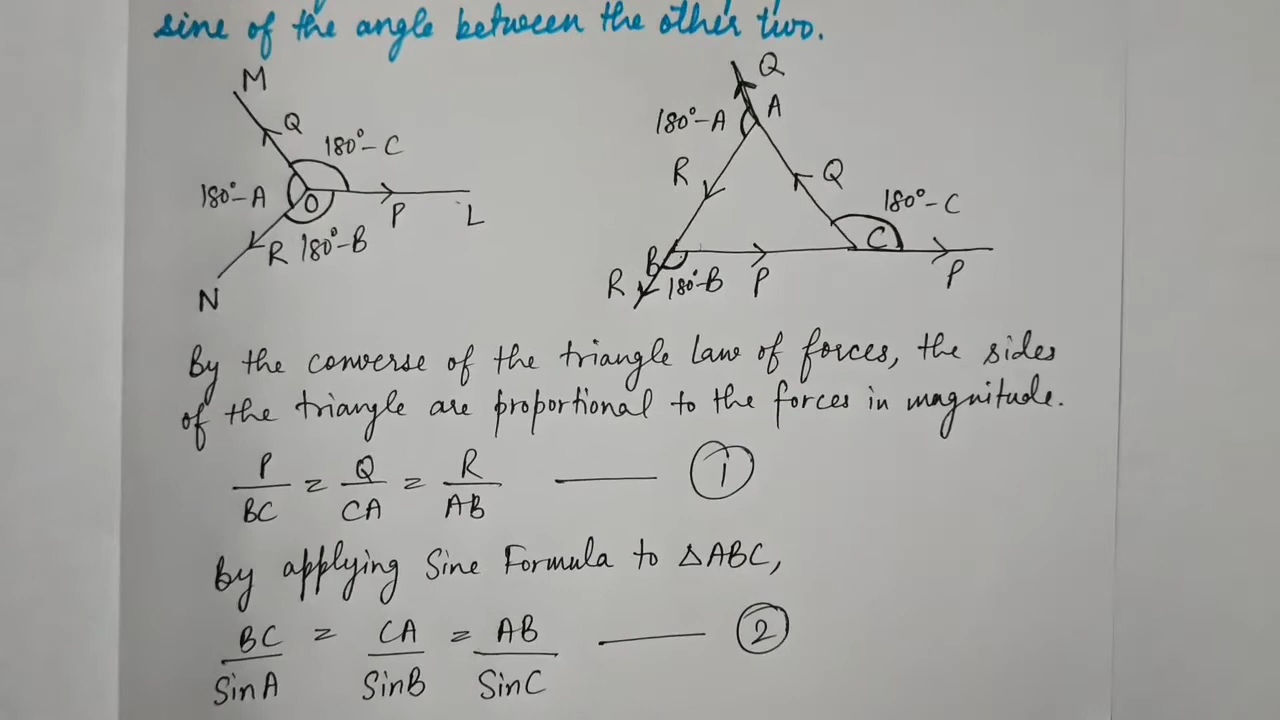 sine of the angle between the other two.
M
Q
180°-C
180°-A
O
P
L
R 180°-B
N
Q
A
180°-A
R
Q
180°-C
B
C
R
180°-B
P
P
By the converse of the triangle law of forces, the sides
of the triangle are proportional to the forces in magnitude.
P/BC = Q/CA = R/AB —— 1
By applying Sine Formula to △ABC,
BC/SinA = CA/SinB = AB/SinC —— 2